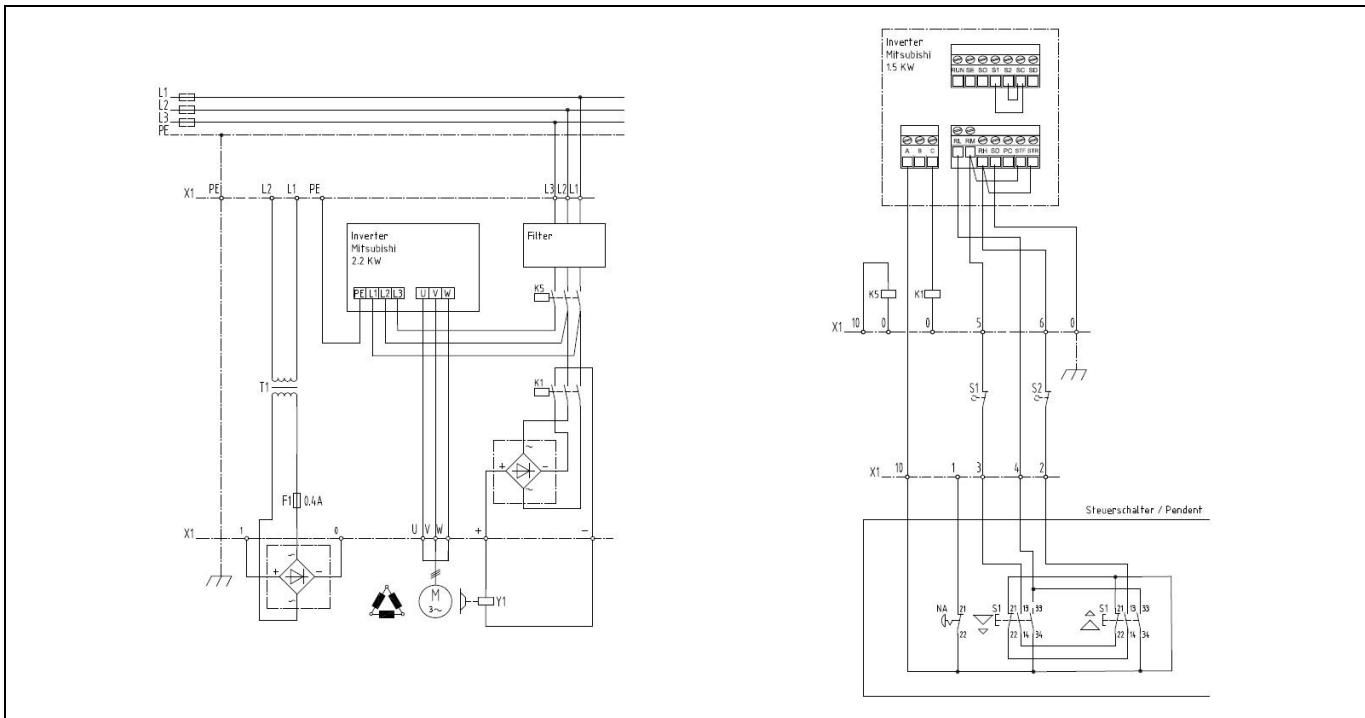 L1
L2
L3
PE
X1 PE L2 L1 PE L3 L2 L1
Inverter
Mitsubishi
2.2 KW
Filter
PE L1 L2 L3 U V W
K5
T1
K1
~
+ -
~
F1 0.4A
X1 1 0 U V W + -
~
+ -
~
M
3~
Y1
Inverter
Mitsubishi
1.5 KW
RUN SE SO S1 S2 SC SD
A B C
RL RM
RH SD PC STF STR
K5 K1
X1 10 0 0 5 6 0
S1 S2
X1 10 1 3 4 2
Steuerschalter / Pendent
NA 21 S1 21 13 33 S1 21 13 33
22 22 14 34 22 14 34